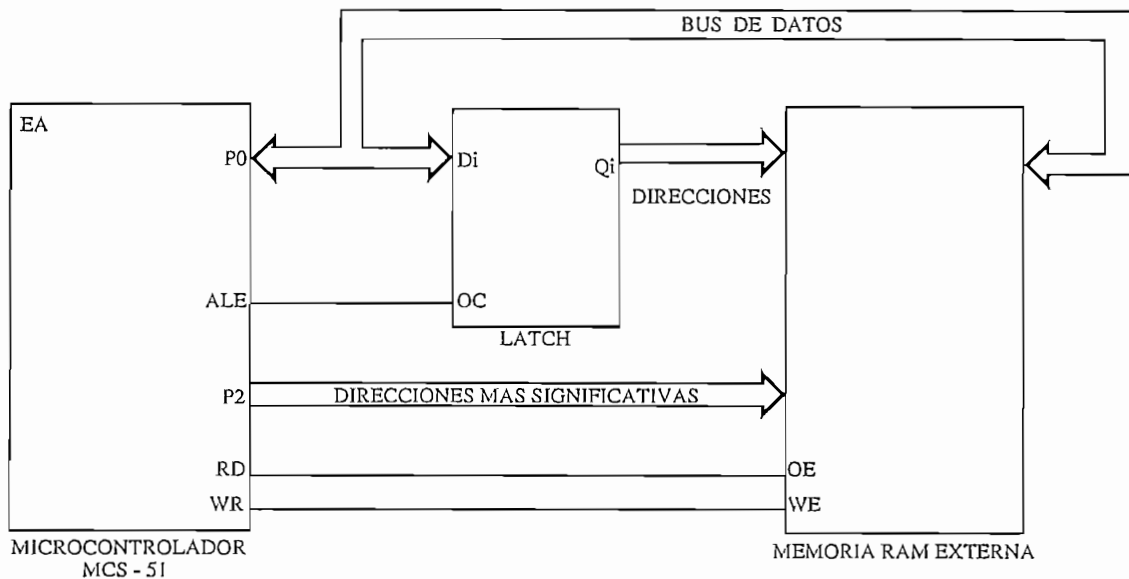 BUS DE DATOS
EA
P0
Di
Qi
DIRECCIONES
ALE
OC
LATCH
P2
DIRECCIONES MAS SIGNIFICATIVAS
RD
OE
WR
WE
MICROCONTROLADOR
MCS - 51
MEMORIA RAM EXTERNA